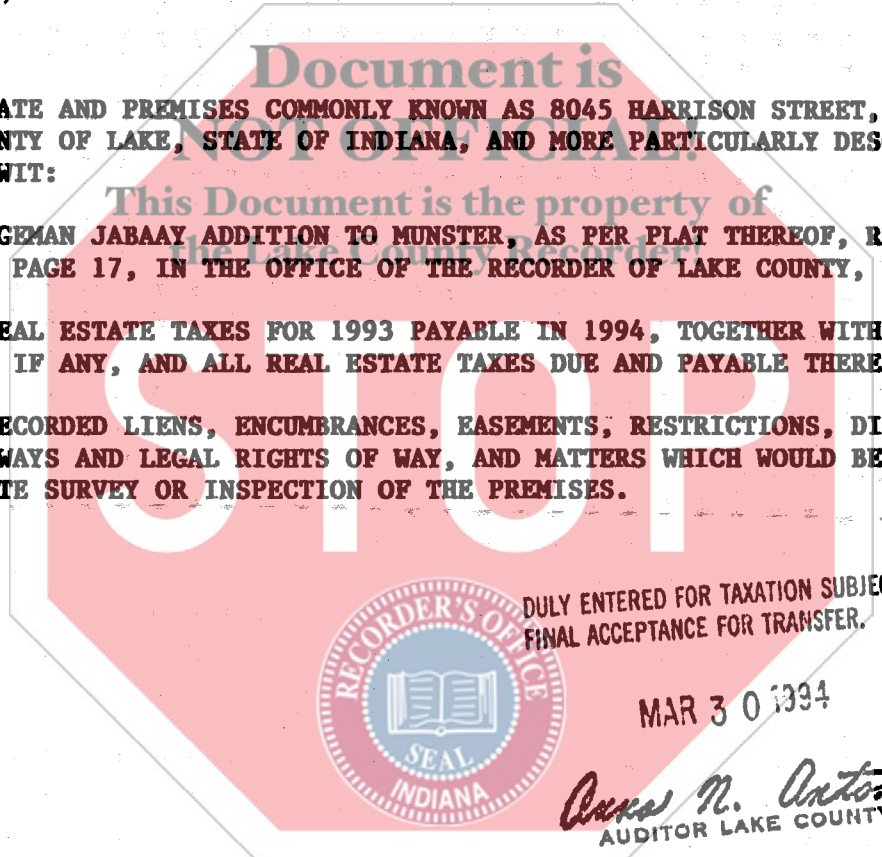 Document is
ATE AND PREMISES COMMONLY KNOWN AS 8045 HARRISON STREET,
NTY OF LAKE, STATE OF INDIANA, AND MORE PARTICULARLY DES
NOT OFFICIAL!
WIT:
This Document is the property of
GEMAN JABAAY ADDITION TO MUNSTER, AS PER PLAT THEREOF, R
the Lake County Recorder!
PAGE 17, IN THE OFFICE OF THE RECORDER OF LAKE COUNTY,
EAL ESTATE TAXES FOR 1993 PAYABLE IN 1994, TOGETHER WITH
IF ANY, AND ALL REAL ESTATE TAXES DUE AND PAYABLE THERE
STOP
ECORDED LIENS, ENCUMBRANCES, EASEMENTS, RESTRICTIONS, DI
WAYS AND LEGAL RIGHTS OF WAY, AND MATTERS WHICH WOULD BE
TE SURVEY OR INSPECTION OF THE PREMISES.
DULY ENTERED FOR TAXATION SUBJE
FINAL ACCEPTANCE FOR TRANSFER.
RECORDER'S OFFICE
SEAL
INDIANA
MAR 30 1994
Anna N. Anto
AUDITOR LAKE COUNTY